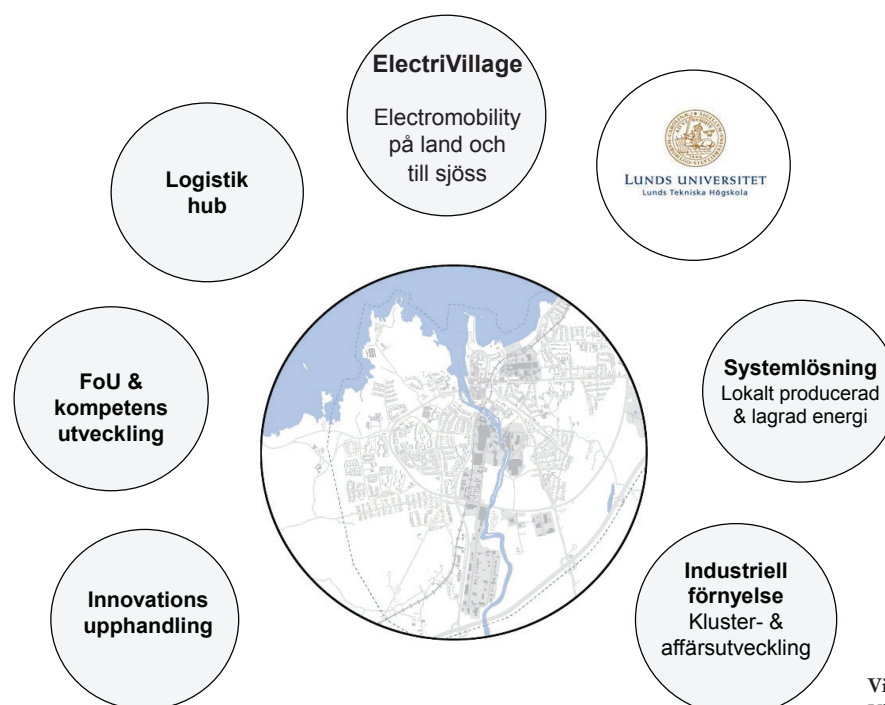 ElectriVillage
Electromobility
på land och
till sjöss
LUNDS UNIVERSITET
Lunds Tekniska Högskola
Logistik
hub
FoU &
kompetens
utveckling
Systemlösning
Lokalt producerad
& lagrad energi
Innovations
upphandling
Industriell
förnyelse
Kluster- &
affärsutveckling
Vi